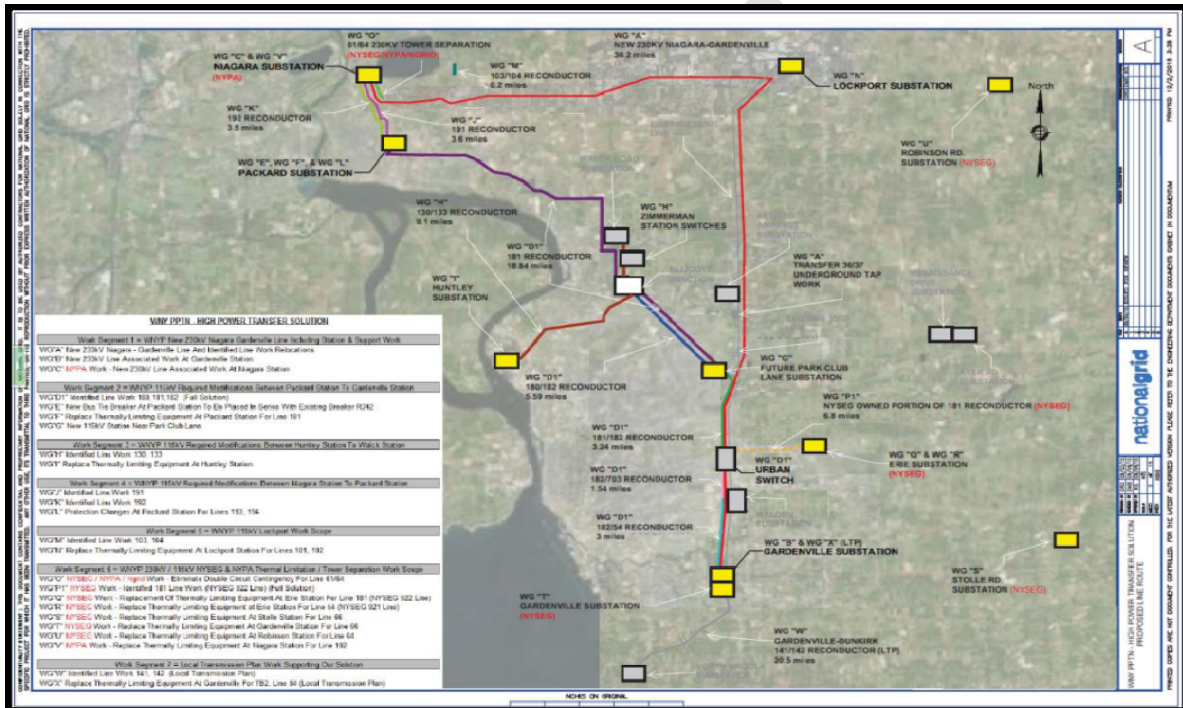 WG "O"
61/64 230KV TOWER SEPARATION
(NYSEG/NYPA/NGRID)
WG "A"
NEW 230KV NIAGARA-GARDENVILLE
36.2 miles
WG "C" & WG "V"
NIAGARA SUBSTATION
(NYPA)
WG "M"
103/104 RECONDUCTOR
0.2 miles
WG "N"
LOCKPORT SUBSTATION
North
WG "K"
192 RECONDUCTOR
3.5 miles
WG "J"
191 RECONDUCTOR
3.6 miles
WG "U"
ROBINSON RD.
SUBSTATION (NYSEG)
WG "E", WG "F", & WG "L"
PACKARD SUBSTATION
WG "H"
130/133 RECONDUCTOR
9.1 miles
WG "H"
ZIMMERMAN
STATION SWITCHES
WG "D1"
181 RECONDUCTOR
18.84 miles
WG "A"
TRANSFER 36/37
UNDERGROUND TAP
WORK
WG "I"
HUNTLEY
SUBSTATION
WG "D1"
180/182 RECONDUCTOR
5.59 miles
WG "G"
FUTURE PARK CLUB
LANE SUBSTATION
WG "P1"
NYSEG OWNED PORTION OF 181 RECONDUCTOR (NYSEG)
6.8 miles
WG "D1"
181/182 RECONDUCTOR
3.24 miles
WG "D1"
URBAN
SWITCH
WG "Q" & WG "R"
ERIE SUBSTATION
(NYSEG)
WG "D1"
182/703 RECONDUCTOR
1.54 miles
WG "D1"
182/54 RECONDUCTOR
3 miles
WG "B" & WG "X" (LTP)
GARDENVILLE SUBSTATION
WG "S"
STOLLE RD.
SUBSTATION (NYSEG)
WG "T"
GARDENVILLE SUBSTATION
(NYSEG)
WG "W"
GARDENVILLE-DUNKIRK
141/142 RECONDUCTOR (LTP)
20.5 miles
WNY PPTN - HIGH POWER TRANSFER SOLUTION
Work Segment 1 = WNYP New 230kV Niagara Gardenville Line Including Station & Support Work
WG"A" New 230kV Niagara - Gardenville Line And Identified Line Work Relocations
WG"B" New 230kV Line Associated Work At Gardenville Station
WG"C" NYPA Work - New 230kV Line Associated Work At Niagara Station
Work Segment 2 = WNYP 115kV Required Modifications Between Packard Station To Gardenville Station
WG"D1" Identified Line Work 180,181,182 (Full Solution)
WG"E" New Bus Tie Breaker At Packard Station To Be Placed In Series With Existing Breaker R342
WG"F" Replace Thermally Limiting Equipment At Packard Station For Line 181
WG"G" New 115kV Station Near Park Club Lane
Work Segment 3 = WNYP 115kV Required Modifications Between Huntley Station To Walck Station
WG"H" Identified Line Work 130, 133
WG"I" Replace Thermally Limiting Equipment At Huntley Station
Work Segment 4 = WNYP 115kV Required Modifications Between Niagara Station To Packard Station
WG"J" Identified Line Work 191
WG"K" Identified Line Work 192
WG"L" Protection Changes At Packard Station For Lines 193, 194
Work Segment 5 = WNYP 115kV Lockport Work Scope
WG"M" Identified Line Work 103, 104
WG"N" Replace Thermally Limiting Equipment At Lockport Station For Lines 101, 102
Work Segment 6 = WNYP 230kV / 115kV NYSEG & NYPA Thermal Limitation / Tower Separation Work Scope
WG"O" NYSEG / NYPA / Ngrid Work - Eliminate Double Circuit Contingency For Line 61/64
WG"P1" NYSEG Work - Identified 181 Line Work (NYSEG 922 Line) (Full Solution)
WG"Q" NYSEG Work - Replacement Of Thermally Limiting Equipment At Erie Station For Line 181 (NYSEG 922 Line)
WG"R" NYSEG Work - Replace Thermally Limiting Equipment at Erie Station For Line 54 (NYSEG 921 Line)
WG"S" NYSEG Work - Replace Thermally Limiting Equipment At Stolle Station For Line 66
WG"T" NYSEG Work - Replace Thermally Limiting Equipment At Gardenville Station For Line 66
WG"U" NYSEG Work - Replace Thermally Limiting Equipment At Robinson Station For Line 64
WG"V" NYPA Work - Replace Thermally Limiting Equipment At Niagara Station For Line 102
Work Segment 7 = Local Transmission Plan Work Supporting Our Solution
WG"W" Identified Line Work 141, 142 (Local Transmission Plan)
WG"X" Replace Thermally Limiting Equipment At Gardenville For TB2, Line 54 (Local Transmission Plan)
INCHES ON ORIGINAL
A
nationalgrid
WNY PPTN - HIGH POWER TRANSFER SOLUTION
PROPOSED LINE ROUTE